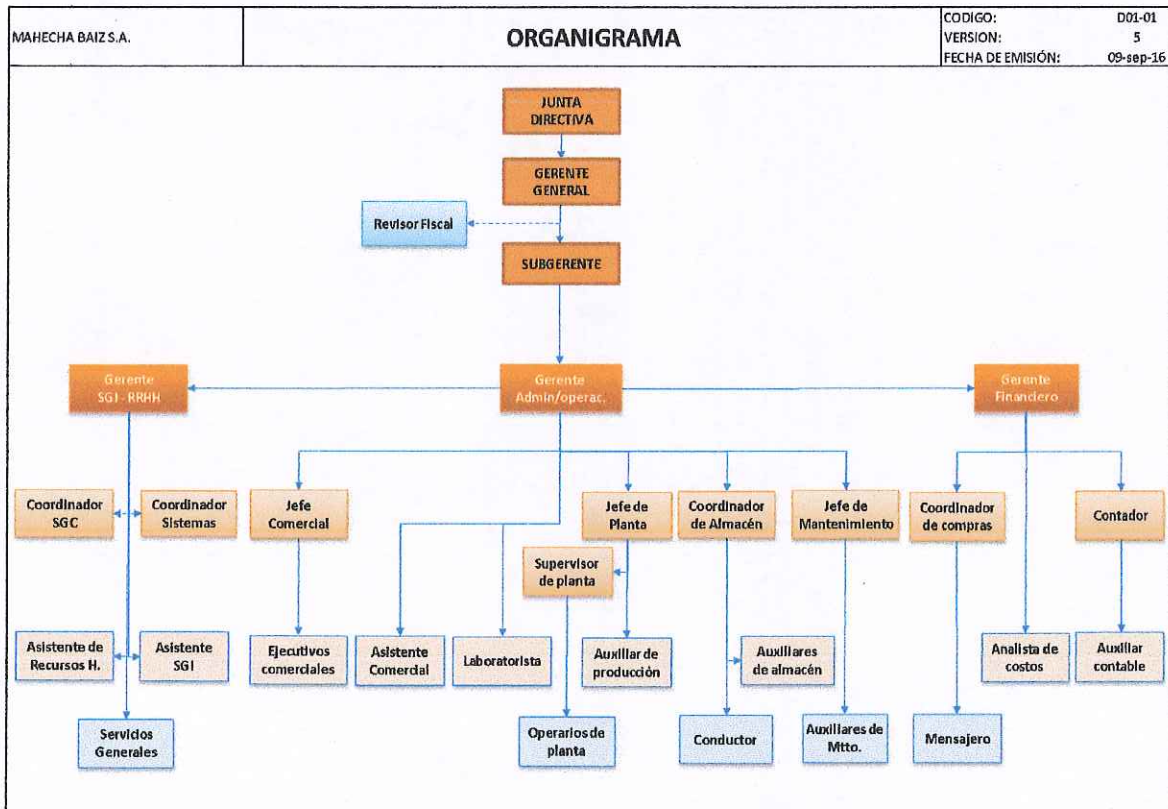 MAHECHA BAIZ S.A.
ORGANIGRAMA
CODIGO: D01-01
VERSION: 5
FECHA DE EMISIÓN: 09-sep-16
JUNTA
DIRECTIVA
GERENTE
GENERAL
Revisor Fiscal
SUBGERENTE
Gerente
SGI - RRHH
Gerente
Admin/operac.
Gerente
Financiero
Coordinador
SGC
Coordinador
Sistemas
Jefe
Comercial
Jefe de
Planta
Coordinador
de Almacén
Jefe de
Mantenimiento
Coordinador
de compras
Contador
Supervisor
de planta
Asistente de
Recursos H.
Asistente
SGI
Ejecutivos
comerciales
Asistente
Comercial
Laboratorista
Auxiliar de
producción
Auxiliares
de almacén
Analista de
costos
Auxiliar
contable
Servicios
Generales
Operarios de
planta
Conductor
Auxiliares de
Mtto.
Mensajero